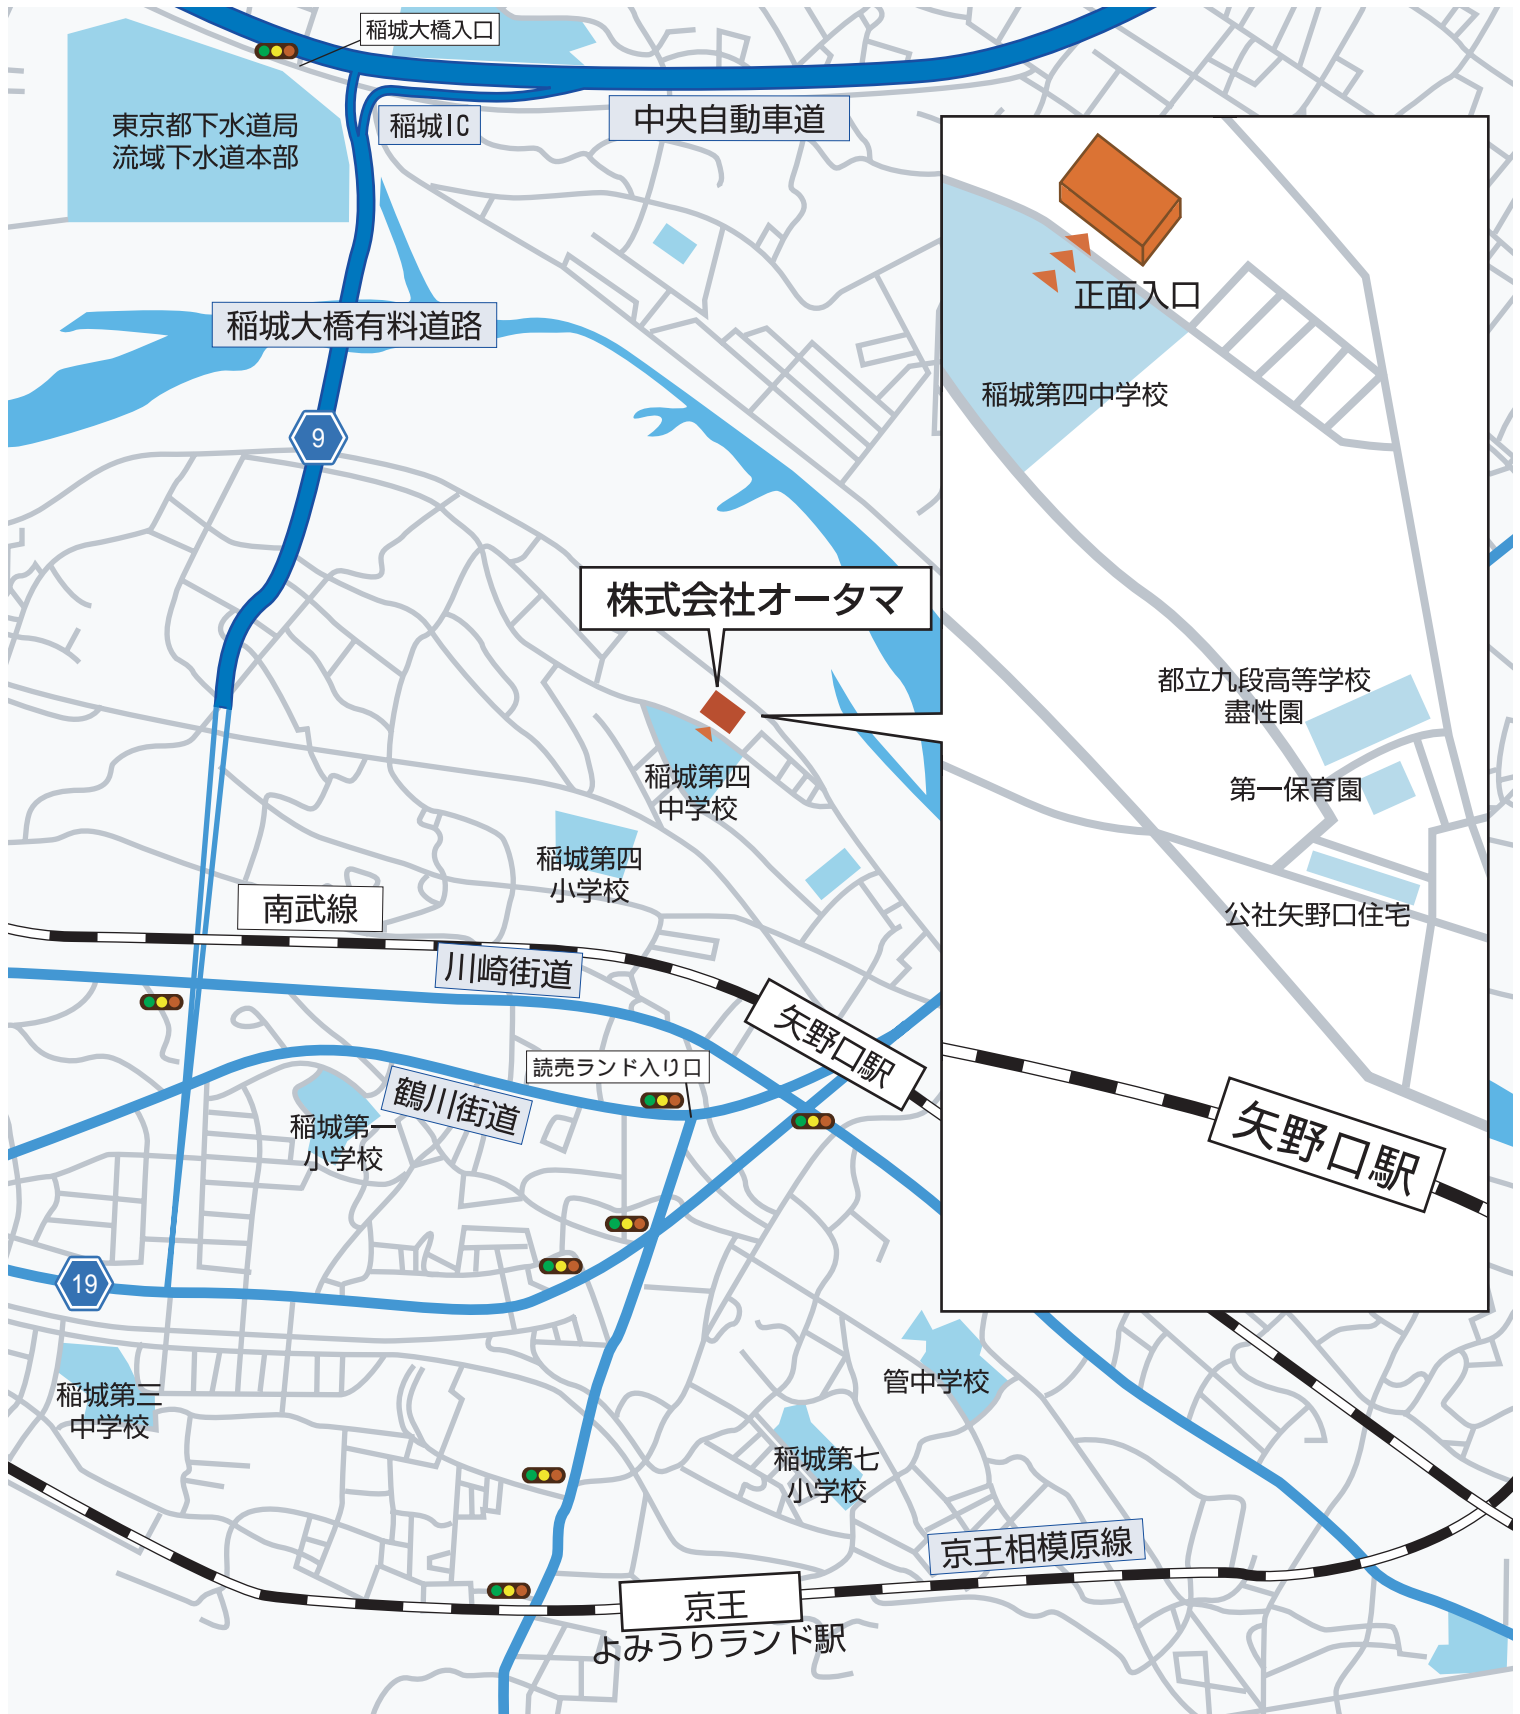 稲城大橋入口
東京都下水道局
流域下水道本部
稲城IC
中央自動車道
稲城大橋有料道路
9
正面入口
稲城第四中学校
株式会社オータマ
都立九段高等学校
盡性園
第一保育園
公社矢野口住宅
稲城第四
中学校
稲城第四
小学校
南武線
川崎街道
矢野口駅
読売ランド入り口
鶴川街道
稲城第一
小学校
矢野口駅
19
稲城第三
中学校
管中学校
稲城第七
小学校
京王相模原線
京王
よみうりランド駅